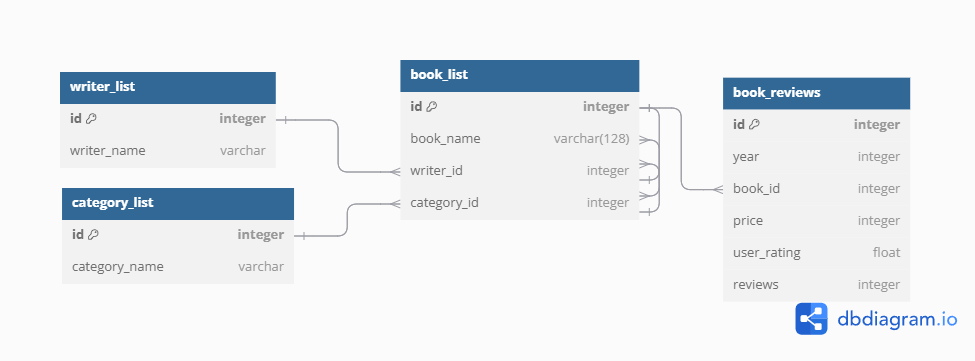 writer_list
id integer
writer_name varchar
category_list
id integer
category_name varchar
book_list
id integer
book_name varchar(128)
writer_id integer
category_id integer
book_reviews
id integer
year integer
book_id integer
price integer
user_rating float
reviews integer
dbdiagram.io